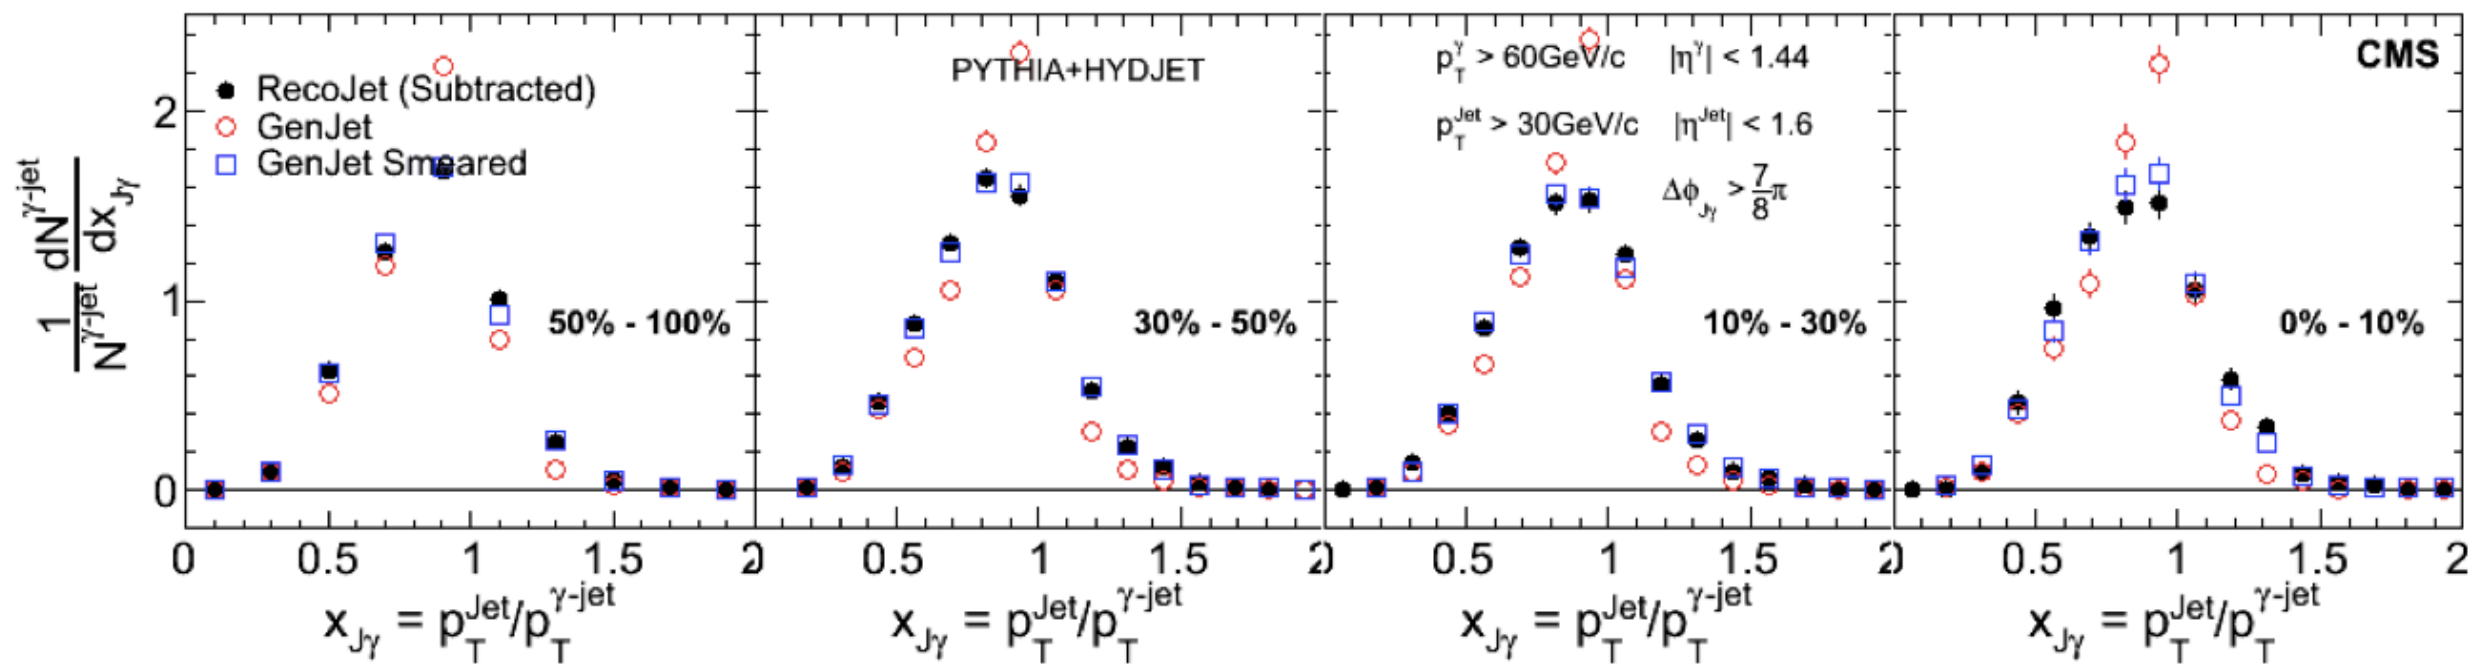 PYTHIA+HYDJET
p_T^γ > 60GeV/c |η^γ| < 1.44
CMS
RecoJet (Subtracted)
GenJet
p_T^Jet > 30GeV/c |η^Jet| < 1.6
GenJet Smeared
Δϕ_Jγ > 7/8 π
1/N^γ-jet dN^γ-jet/dx_Jγ
2
1
0
50% - 100%
30% - 50%
10% - 30%
0% - 10%
0 0.5 1 1.5 2
0.5 1 1.5 2
0.5 1 1.5 2
0.5 1 1.5 2
x_Jγ = p_T^Jet/p_T^γ-jet
x_Jγ = p_T^Jet/p_T^γ-jet
x_Jγ = p_T^Jet/p_T^γ-jet
x_Jγ = p_T^Jet/p_T^γ-jet